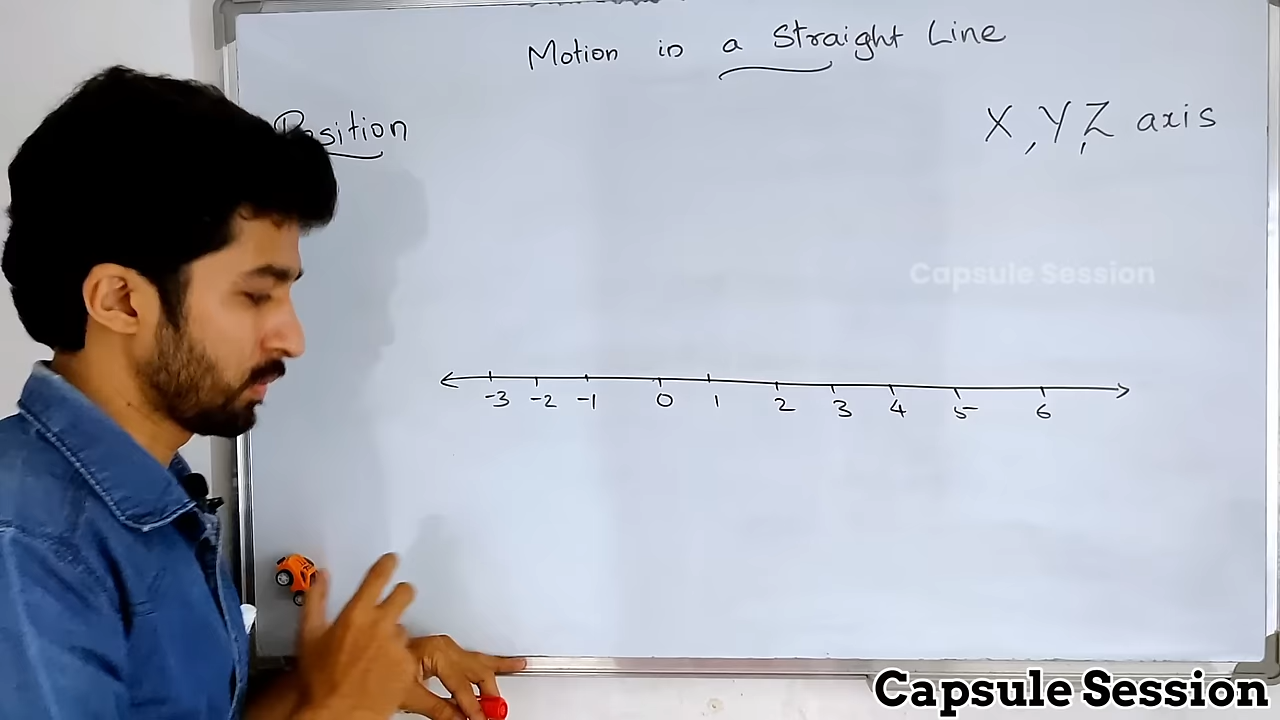 Motion in a Straight Line
Position
X, Y, Z axis
Capsule Session
-3 -2 -1 0 1 2 3 4 5 6
Capsule Session